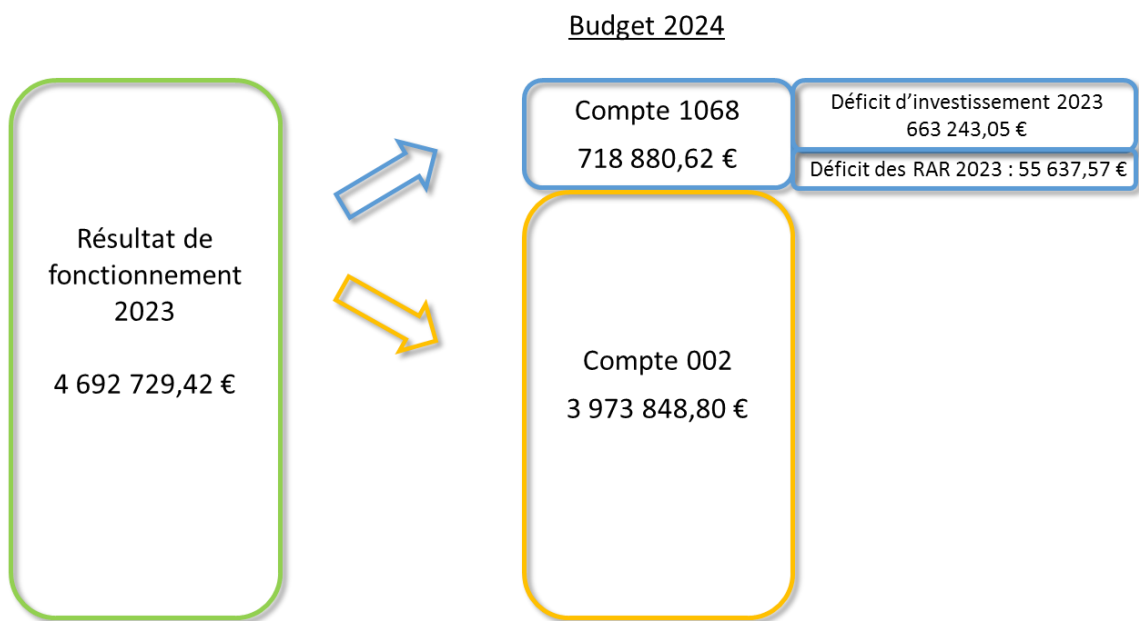 Budget 2024
Résultat de
fonctionnement
2023
4 692 729,42 €
Compte 1068
718 880,62 €
Déficit d’investissement 2023
663 243,05 €
Déficit des RAR 2023 : 55 637,57 €
Compte 002
3 973 848,80 €